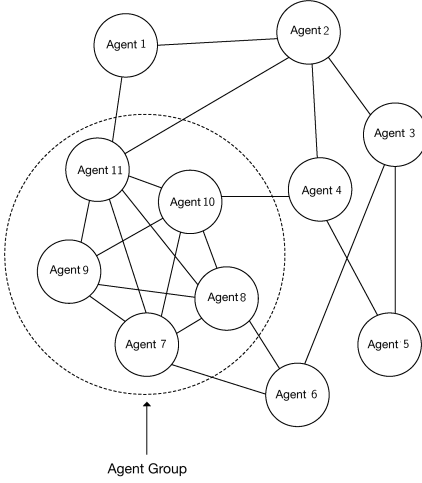 Agent 1
Agent 2
Agent 3
Agent 11
Agent 10
Agent 4
Agent 9
Agent 8
Agent 7
Agent 5
Agent 6
Agent Group